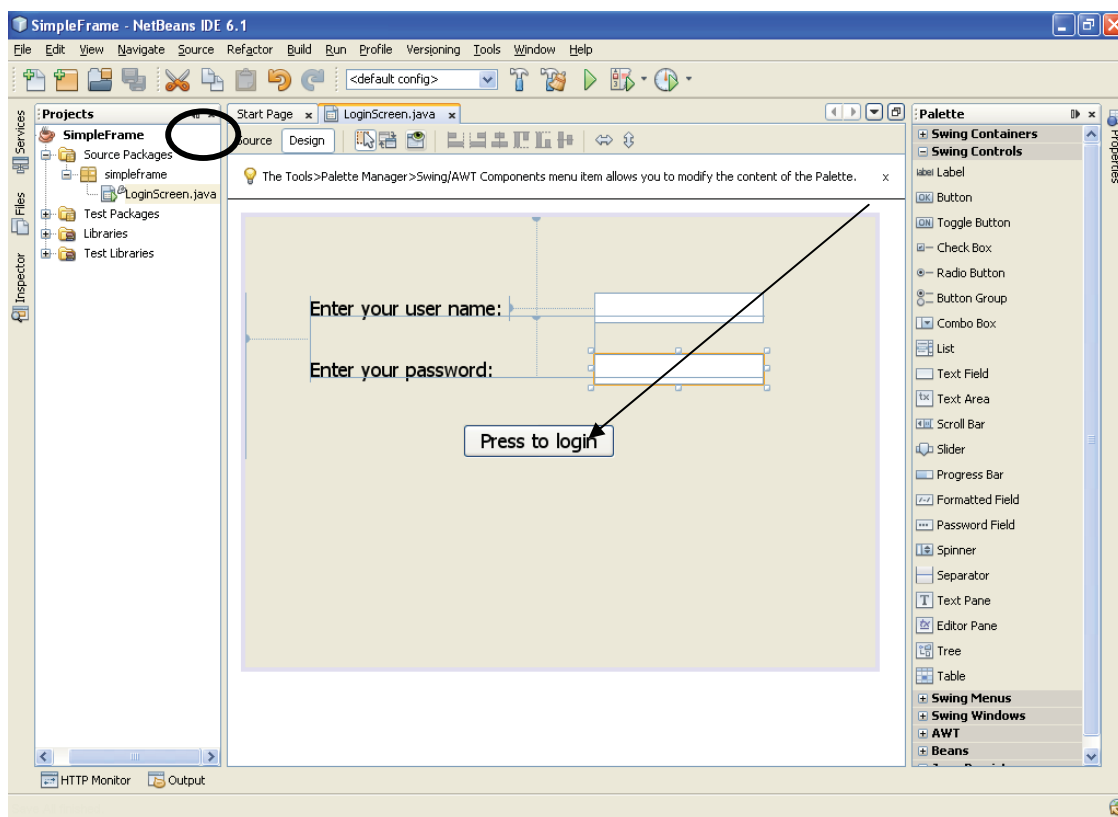 SimpleFrame - NetBeans IDE 6.1
File Edit View Navigate Source Refactor Build Run Profile Versioning Tools Window Help
<default config>
Services
Files
Inspector
Projects
SimpleFrame
Source Packages
simpleframe
LoginScreen.java
Test Packages
Libraries
Test Libraries
Start Page x LoginScreen.java x
Source Design
The Tools>Palette Manager>Swing/AWT Components menu item allows you to modify the content of the Palette. x
Enter your user name:
Enter your password:
Press to login
Palette
Swing Containers
Swing Controls
label Label
OK Button
ON Toggle Button
Check Box
Radio Button
Button Group
Combo Box
List
Text Field
Text Area
Scroll Bar
Slider
Progress Bar
Formatted Field
Password Field
Spinner
Separator
T Text Pane
Editor Pane
Tree
Table
Swing Menus
Swing Windows
AWT
Beans
Properties
HTTP Monitor Output